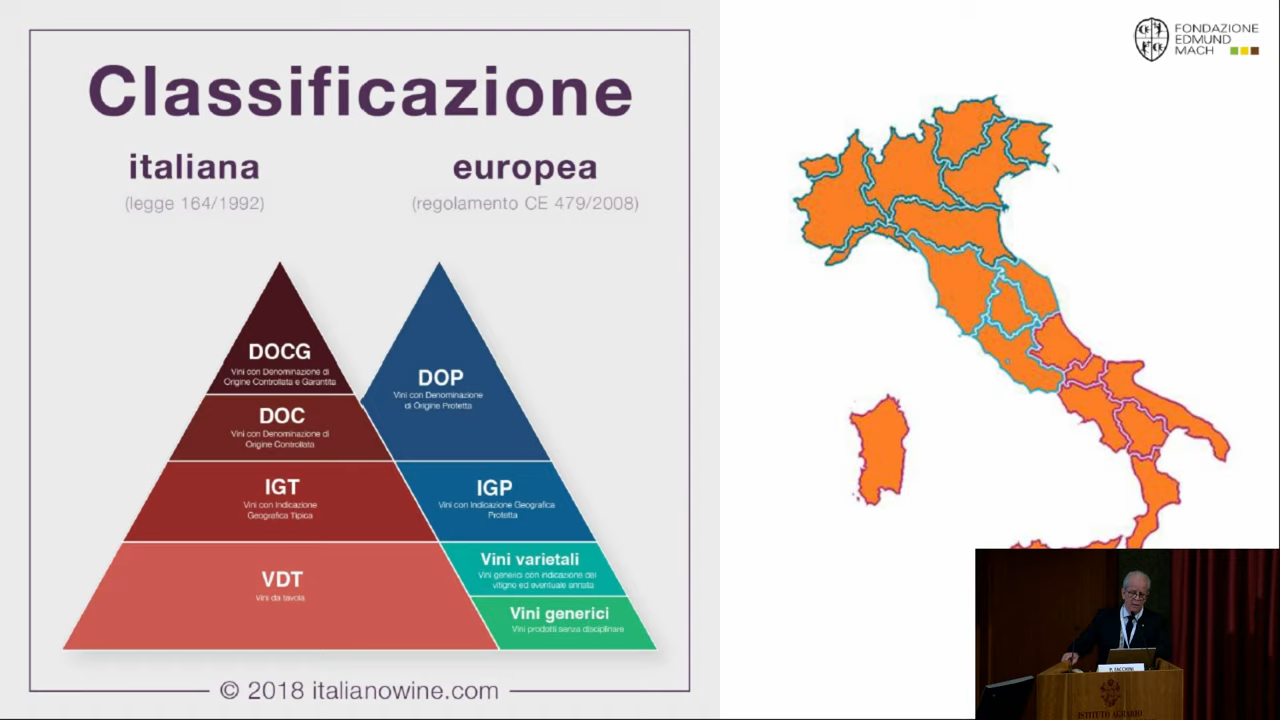 Classificazione
italiana
(legge 164/1992)
europea
(regolamento CE 479/2008)
DOCG
Vini con Denominazione di
Origine Controllata e Garantita
DOC
Vini con Denominazione di
Origine Controllata
IGT
Vini con Indicazione
Geografica Tipica
VDT
Vini da tavola
DOP
Vini con Denominazione
di Origine Protetta
IGP
Vini con Indicazione Geografica
Protetta
Vini varietali
Vini generici con indicazione del
vitigno ed eventuale annata
Vini generici
Vini prodotti senza disciplinare
© 2018 italianowine.com
FONDAZIONE
EDMUND
MACH
P. FACCHINI
ISTITUTO AGRARIO